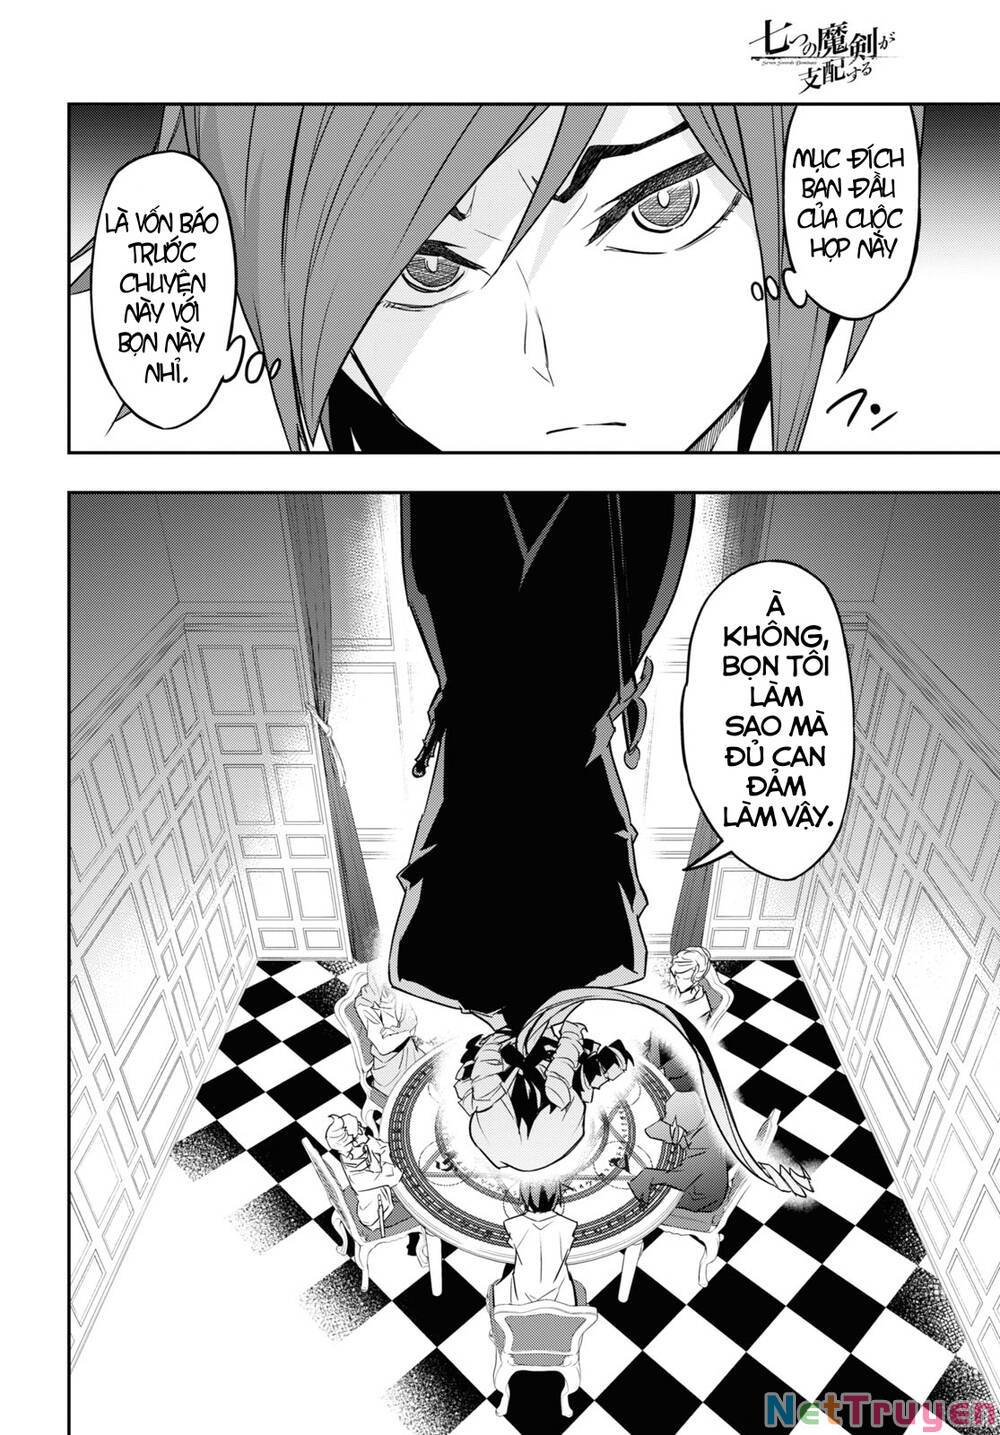 七つの魔剣が
Seven Swords Dominate
支配する
MỤC ĐÍCH
BAN ĐẦU
CỦA CUỘC
HỌP NÀY
LÀ VỐN BÁO
TRƯỚC
CHUYỆN
NÀY VỚI
BỌN NÀY
NHỈ.
フン
À
KHÔNG,
BỌN TÔI
LÀM
SAO MÀ
ĐỦ CAN
ĐẢM
LÀM VẬY.
NetTruyen